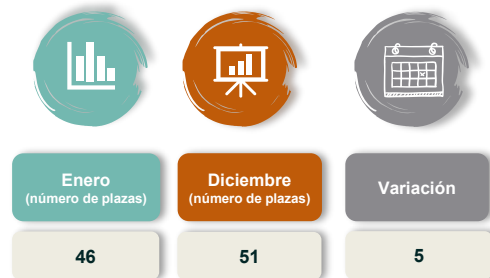 Enero
(número de plazas)
Diciembre
(número de plazas)
Variación
46
51
5